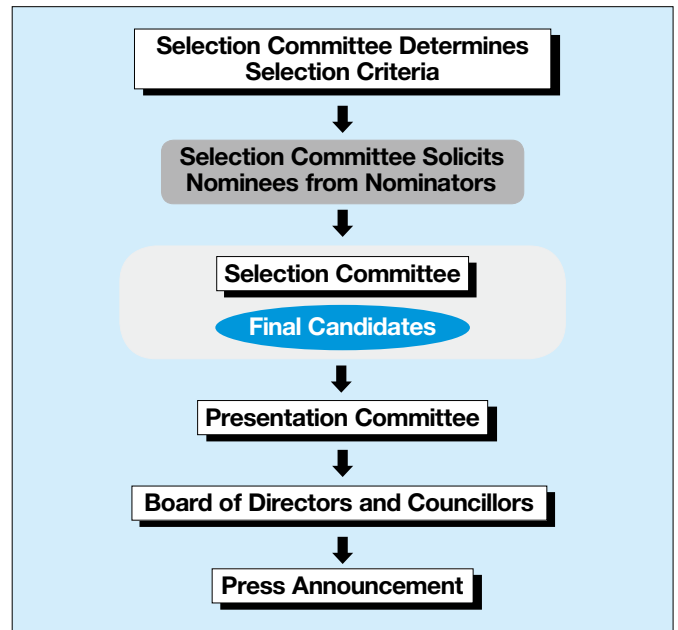 Selection Committee Determines
Selection Criteria
Selection Committee Solicits
Nominees from Nominators
Selection Committee
Final Candidates
Presentation Committee
Board of Directors and Councillors
Press Announcement